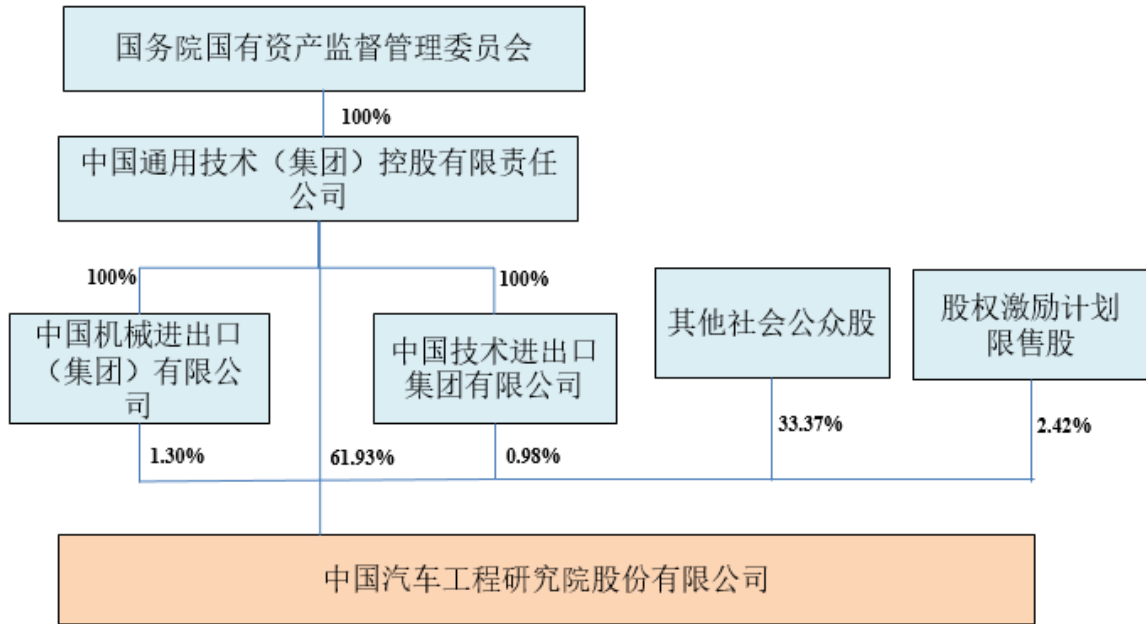 国务院国有资产监督管理委员会
100%
中国通用技术（集团）控股有限责任
公司
100%
100%
中国机械进出口
（集团）有限公
司
中国技术进出口
集团有限公司
其他社会公众股
股权激励计划
限售股
1.30%
61.93%
0.98%
33.37%
2.42%
中国汽车工程研究院股份有限公司